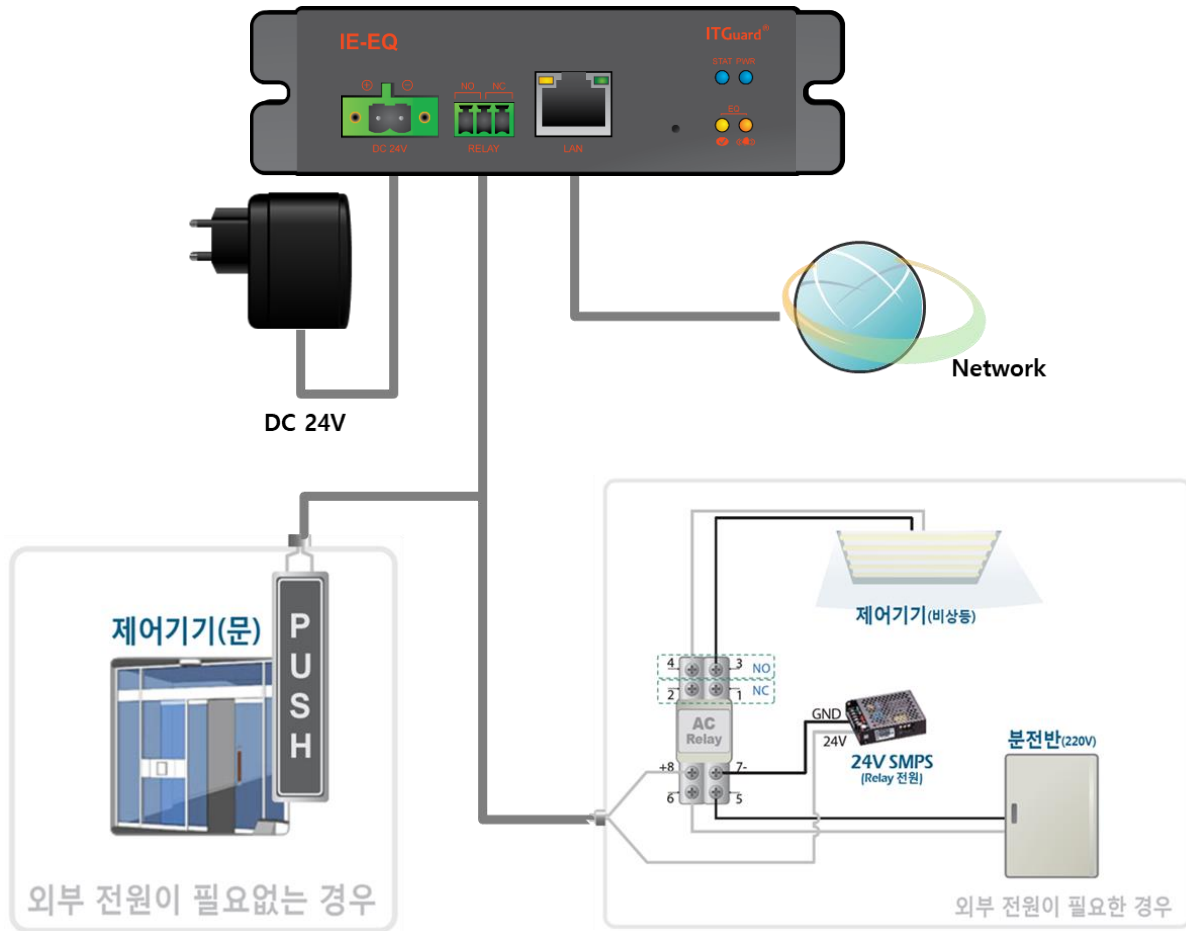 IE-EQ
ITGuard®
STAT PWR
NO NC
EQ
DC 24V
RELAY
LAN
Network
DC 24V
제어기기(문)
PUSH
외부 전원이 필요없는 경우
제어기기(비상등)
4 3 NO
2 1 NC
AC
Relay
GND
24V
24V SMPS
(Relay 전원)
분전반(220V)
+8 7-
6 5
외부 전원이 필요한 경우